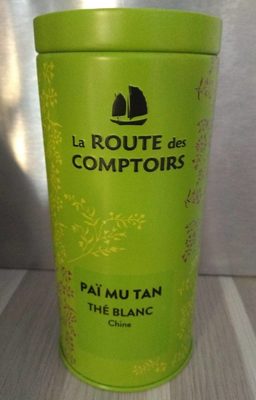 La ROUTE des
COMPTOIRS
PAÏ MU TAN
THÉ BLANC
Chine